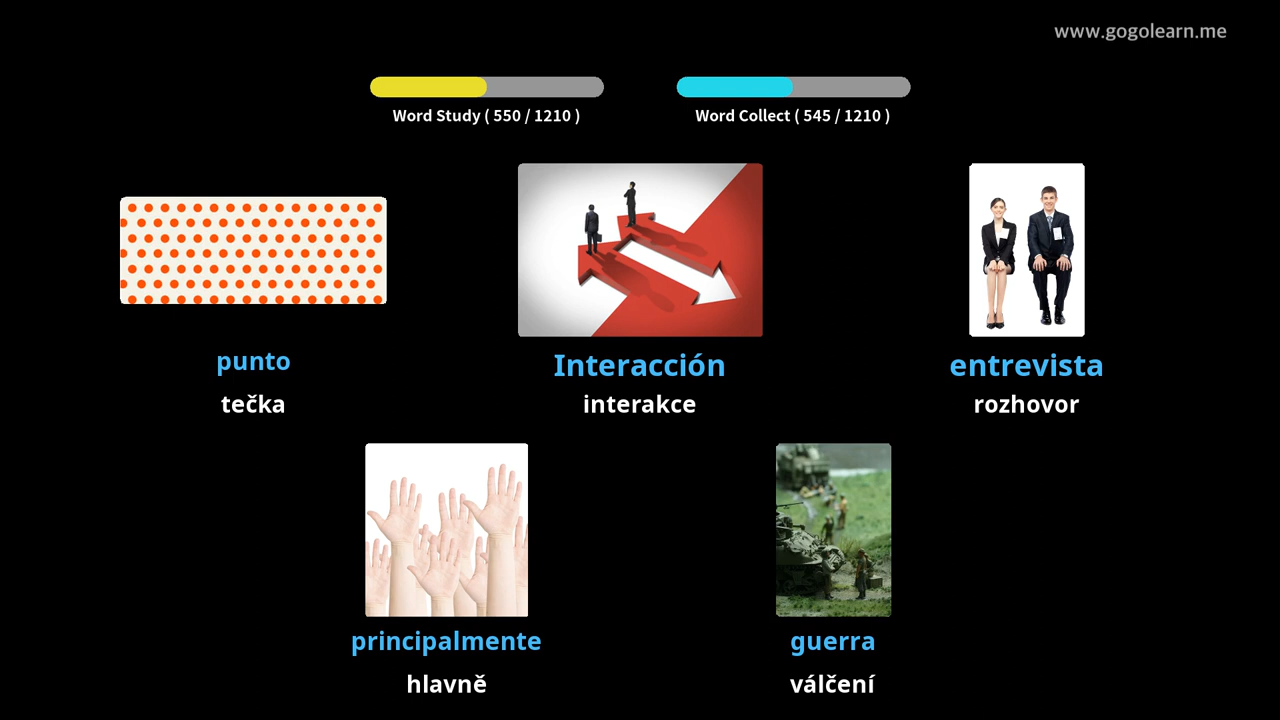 www.gogolearn.me
Word Study ( 550 / 1210 )
Word Collect ( 545 / 1210 )
punto
tečka
Interacción
interakce
entrevista
rozhovor
principalmente
hlavně
guerra
válčení